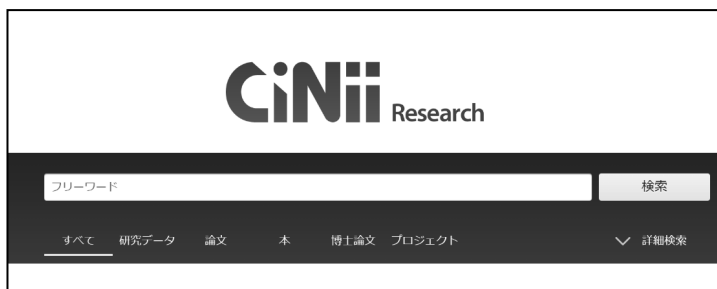 CiNii Research
フリーワード 検索
すべて 研究データ 論文 本 博士論文 プロジェクト 詳細検索